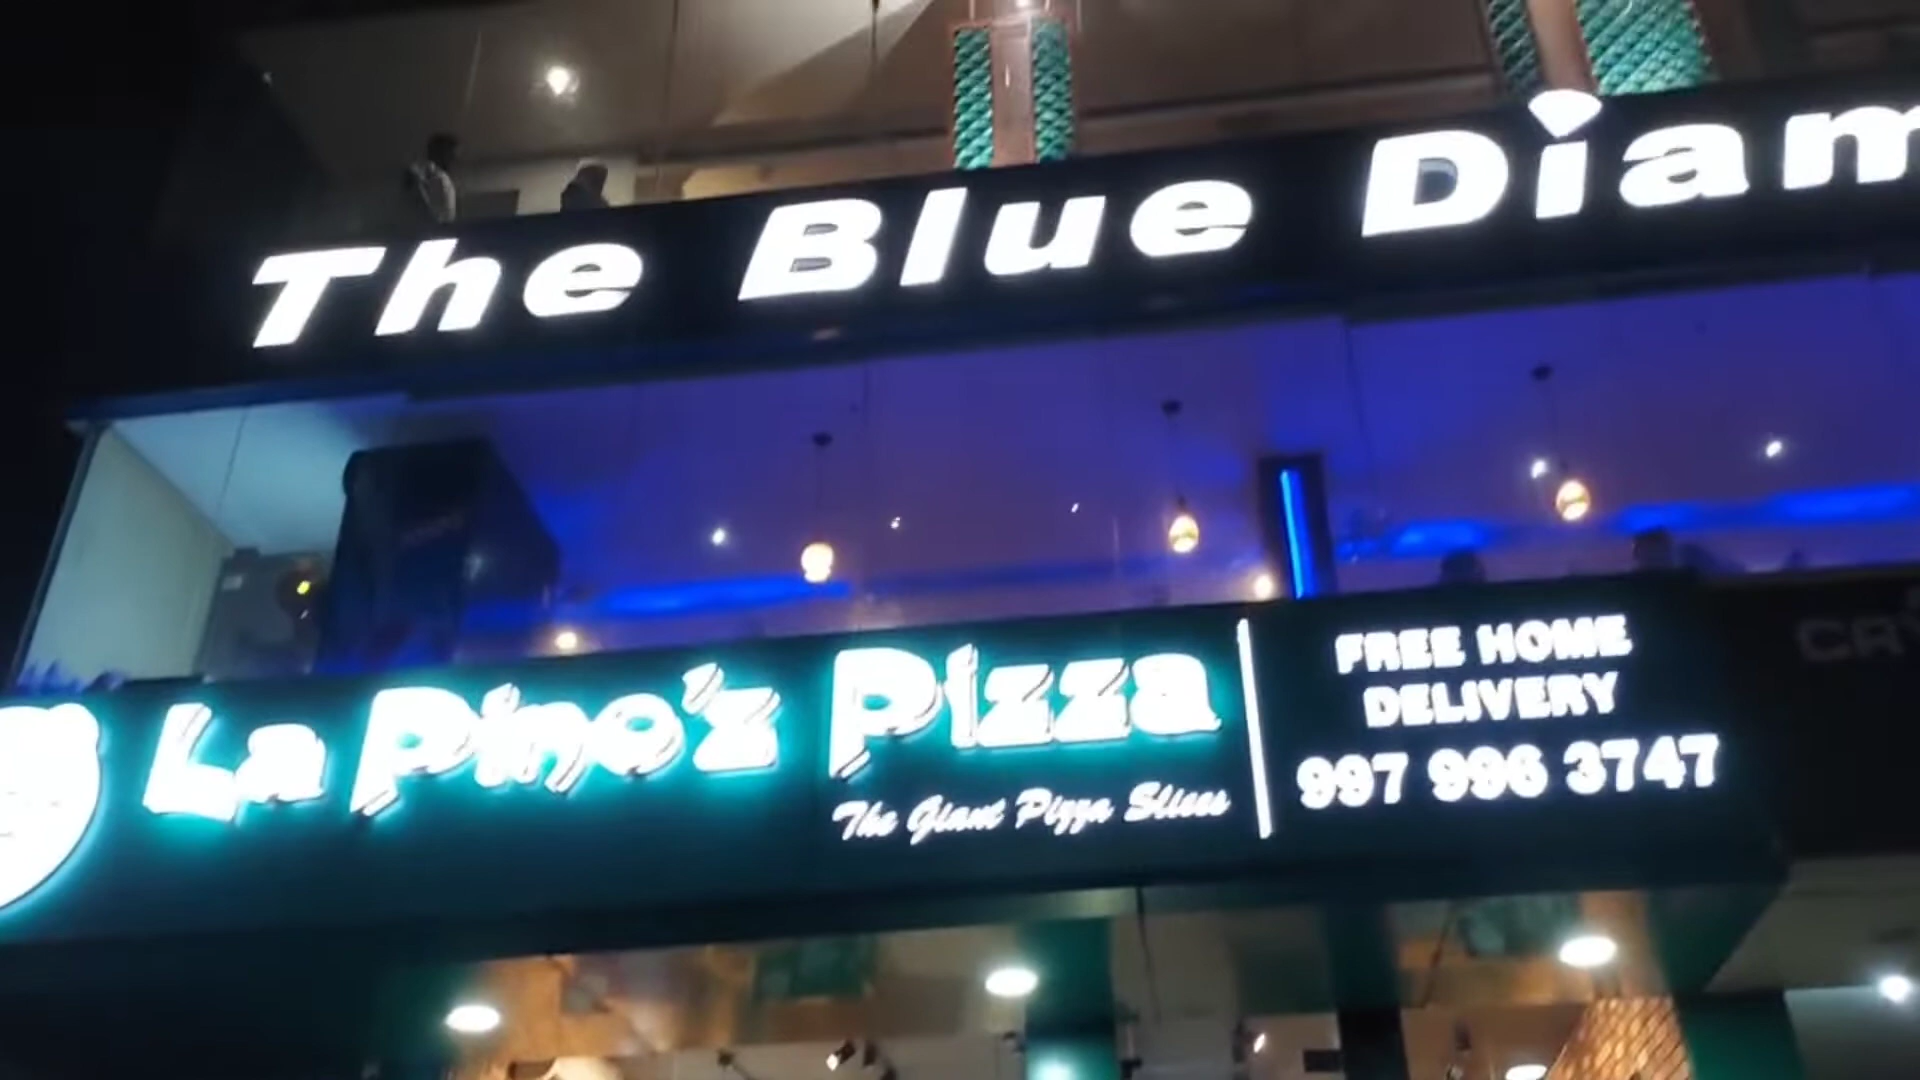 The Blue Diam
La Pino'z Pizza
The Giant Pizza Slices
FREE HOME
DELIVERY
997 996 3747